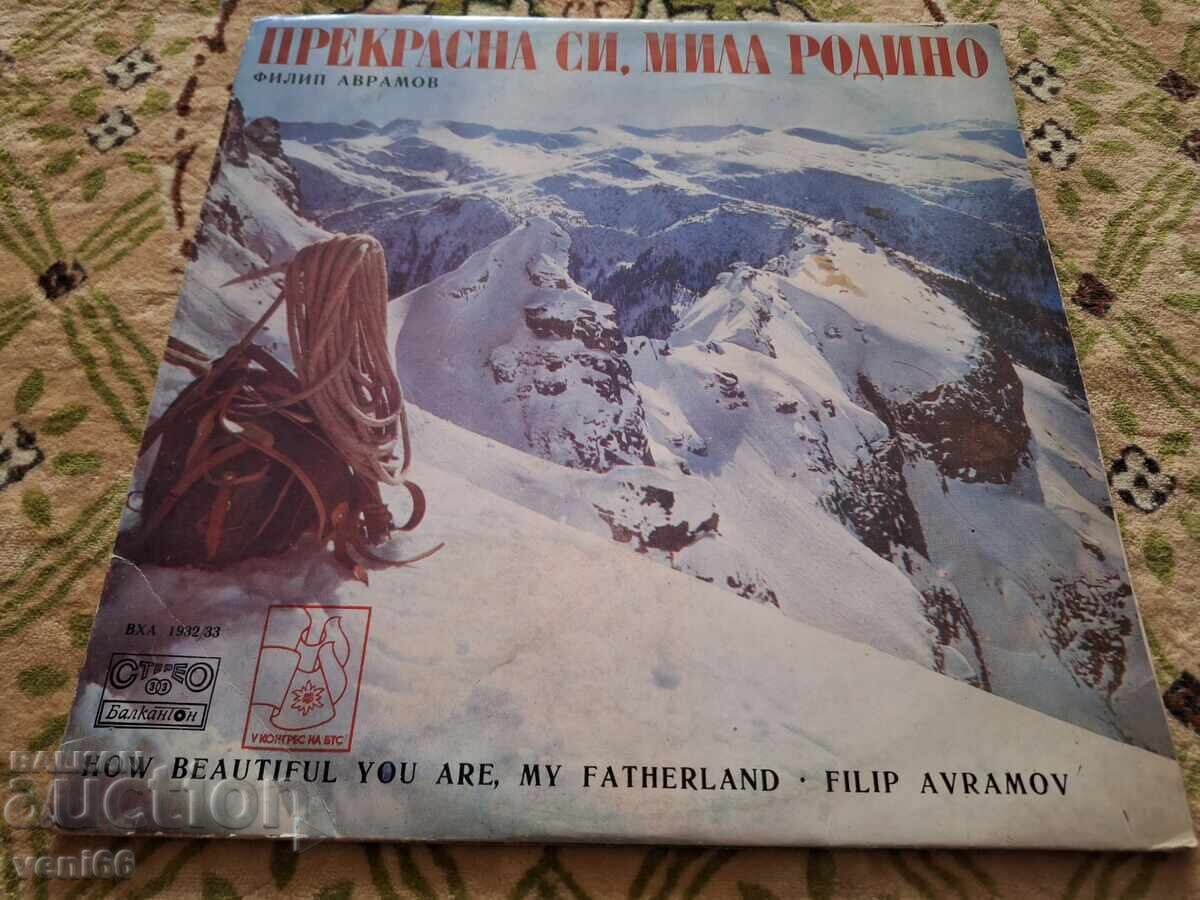 ПРЕКРАСНА СИ, МИЛА РОДИНО
ФИЛИП АВРАМОВ
ВХА 1932/33
СТЕРЕО
33
Балкантон
V КОНГРЕС НА БТС
HOW BEAUTIFUL YOU ARE, MY FATHERLAND · FILIP AVRAMOV
auction
veni66